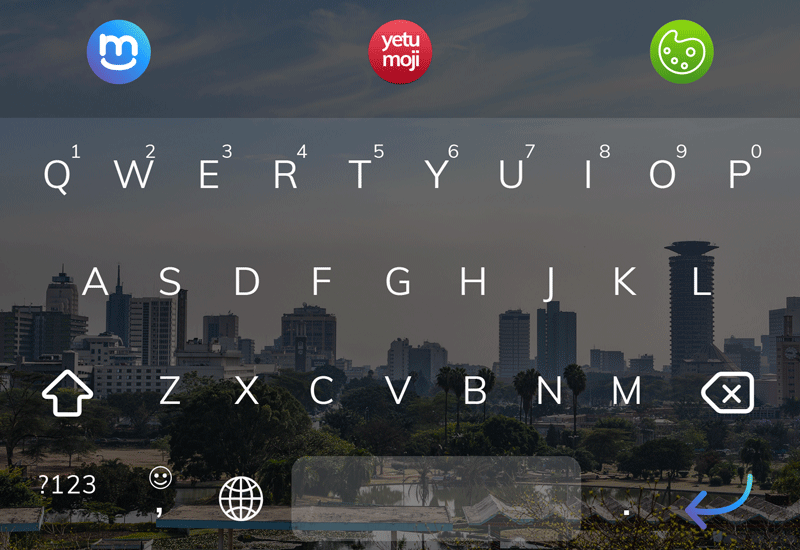 m
yetu
moji
1 2 3 4 5 6 7 8 9 0
Q W E R T Y U I O P
A S D F G H J K L
Z X C V B N M
?123 , .